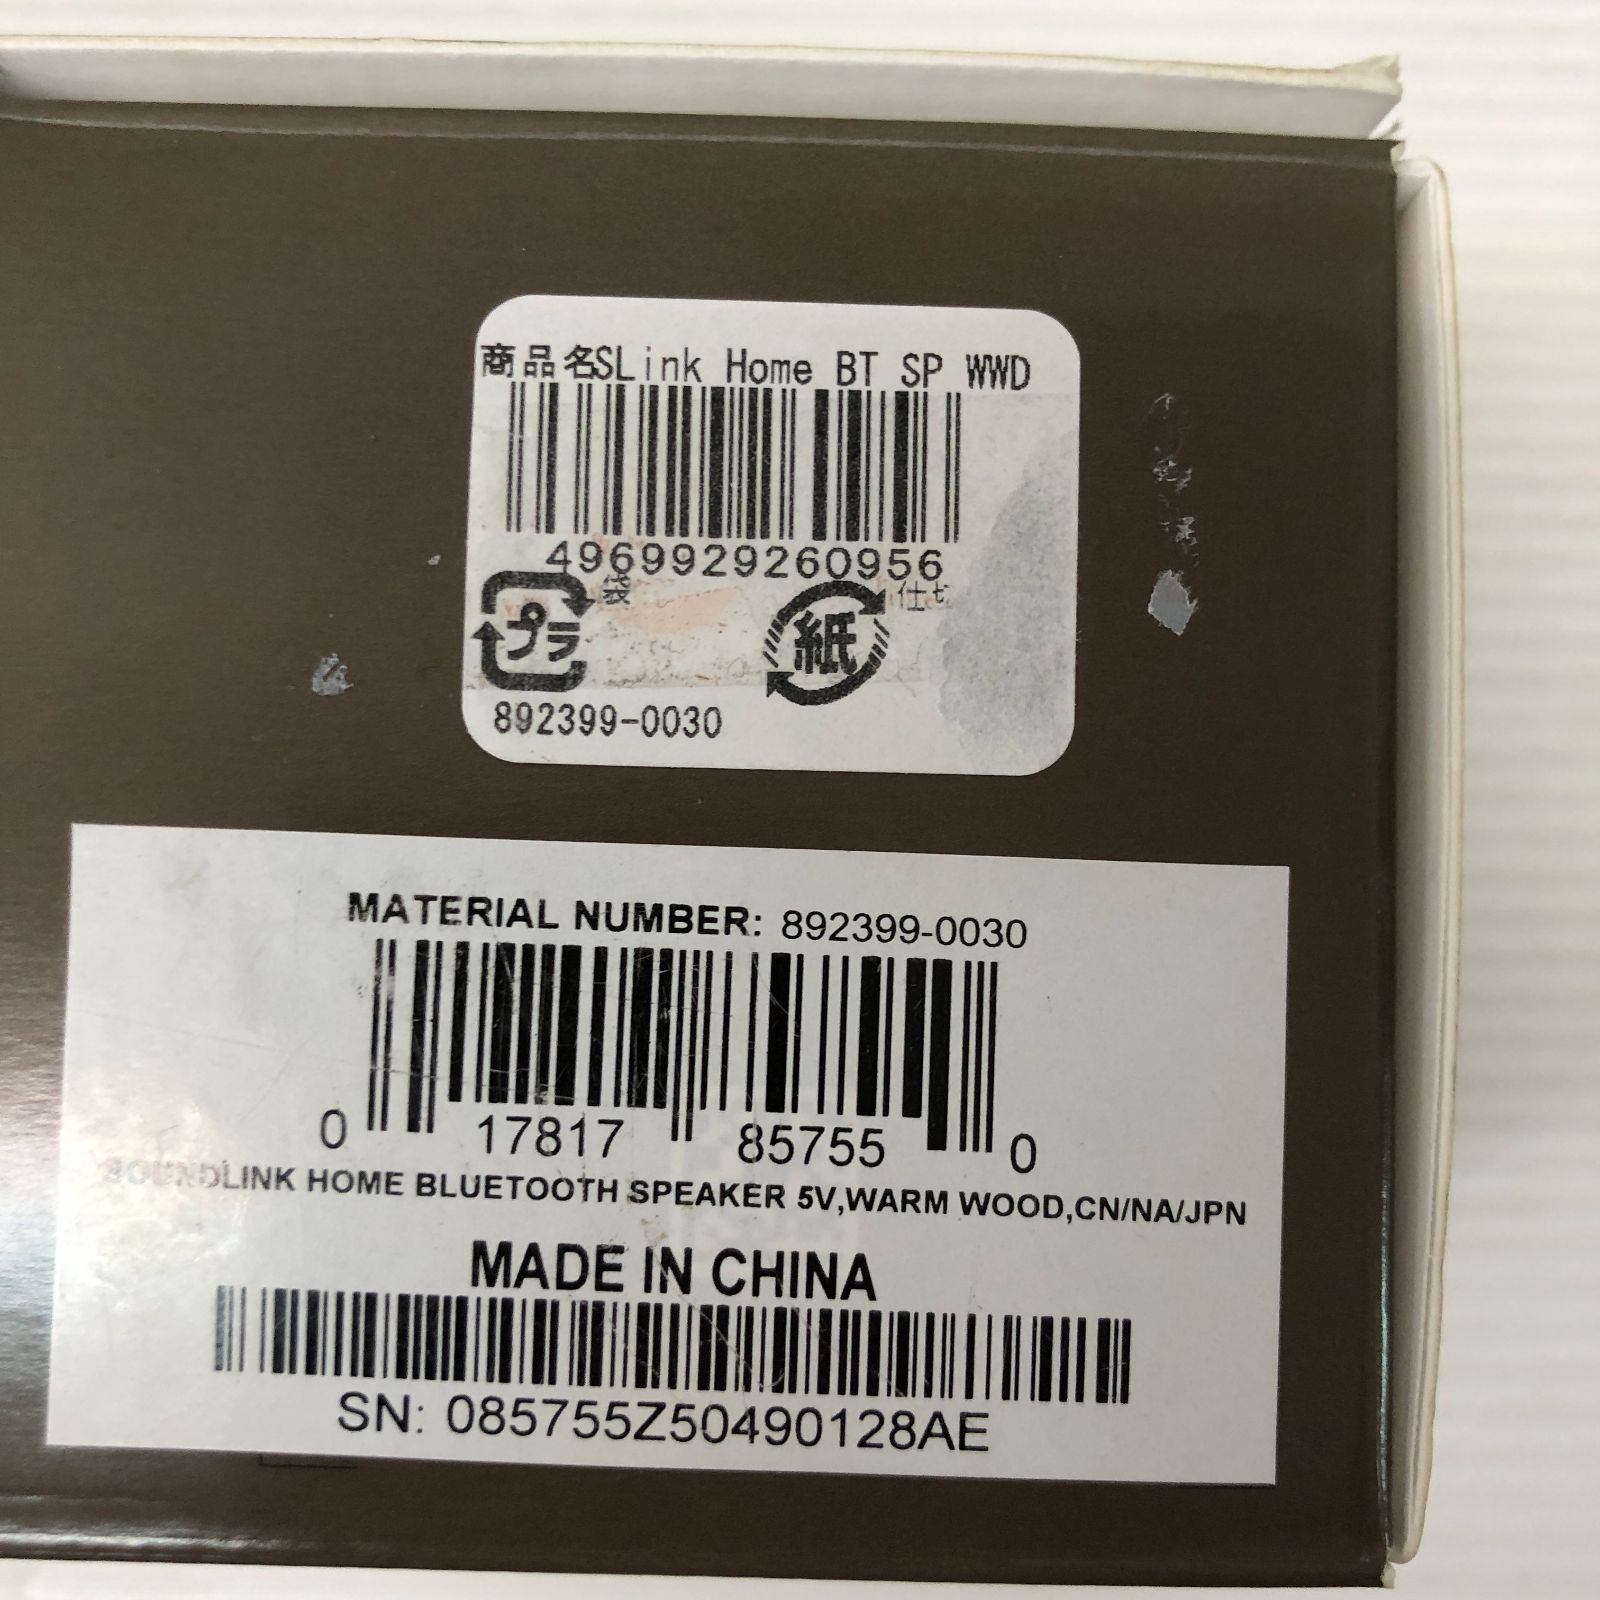 商品名SLink Home BT SP WWD
4969929260956
袋
プラ
紙
892399-0030
MATERIAL NUMBER: 892399-0030
0 17817 85755 0
SOUNDLINK HOME BLUETOOTH SPEAKER 5V,WARM WOOD,CN/NA/JPN
MADE IN CHINA
SN: 085755Z50490128AE